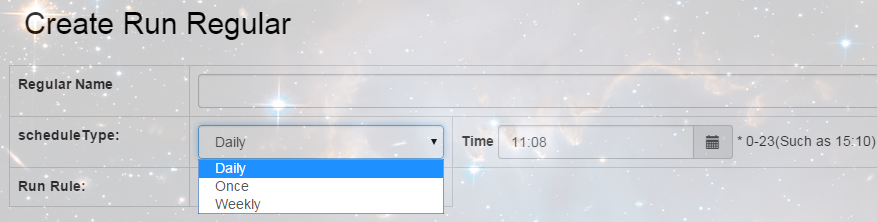 Create Run Regular
Regular Name
scheduleType: Daily Time 11:08 * 0-23(Such as 15:10)
Daily
Once
Run Rule:
Weekly